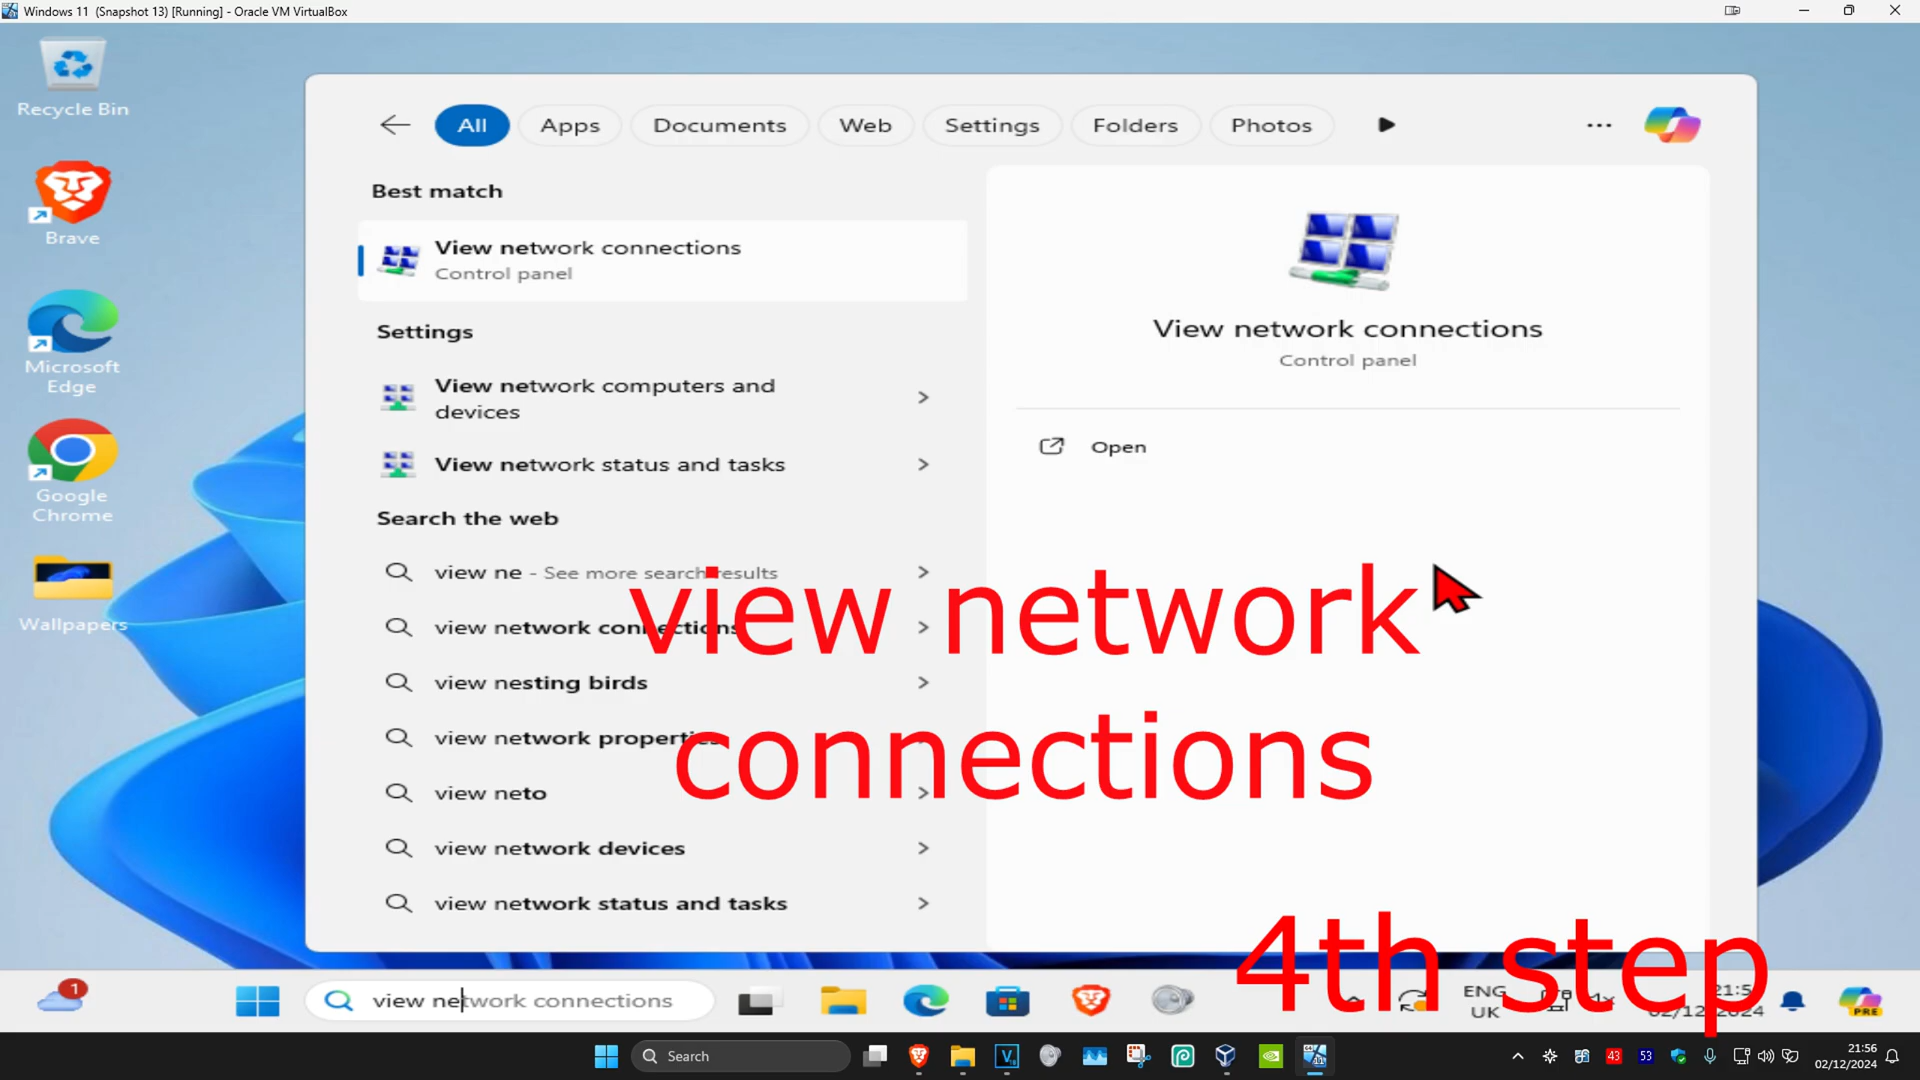 Windows 11 (Snapshot 13) [Running] - Oracle VM VirtualBox
Recycle Bin
Brave
Microsoft
Edge
Google
Chrome
Wallpapers
All
Apps
Documents
Web
Settings
Folders
Photos
Best match
View network connections
Control panel
Settings
View network computers and
devices
View network status and tasks
Search the web
view ne - See more search results
view network connections
view nesting birds
view network properties
view neto
view network devices
view network status and tasks
View network connections
Control panel
Open
view network
connections
4th step
1
view network connections
ENG
UK
02/12/2024
PRE
Search
43
53
21:56
02/12/2024